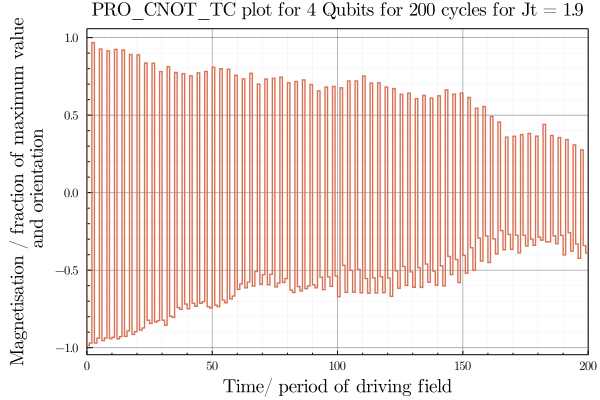 PRO_CNOT_TC plot for 4 Qubits for 200 cycles for Jt = 1.9
Magnetisation / fraction of maximum value
and orientation
1.0
0.5
0.0
−0.5
−1.0
0
50
100
150
200
Time/ period of driving field